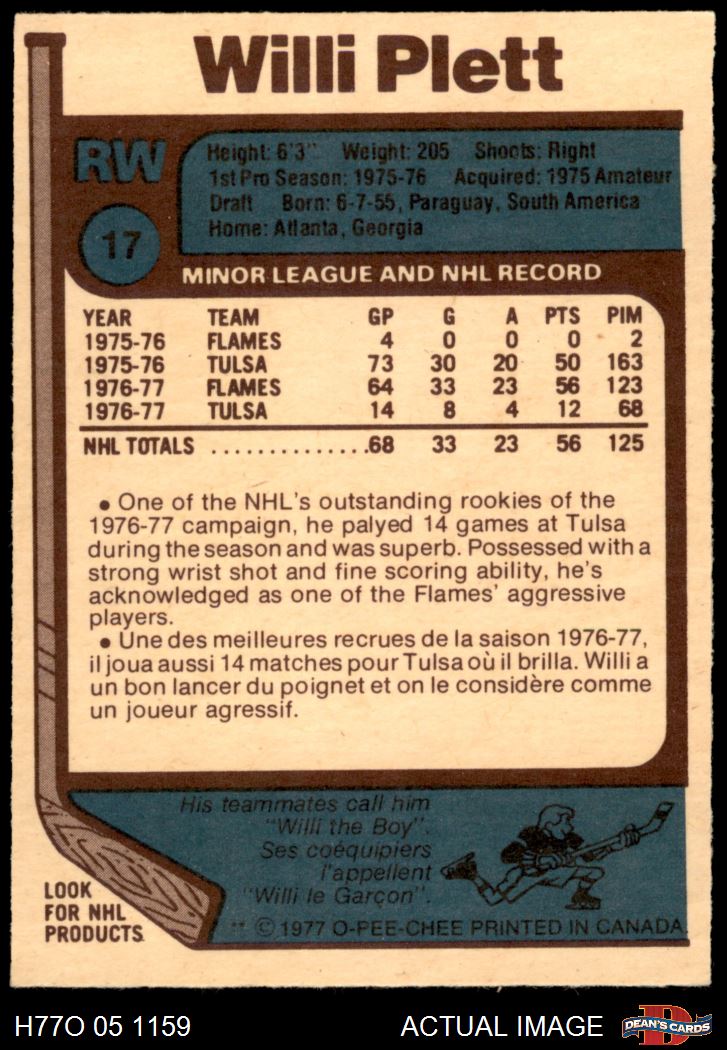 Willi Plett
RW
Height: 6'3" Weight: 205 Shoots: Right
1st Pro Season: 1975-76 Acquired: 1975 Amateur
Draft Born: 6-7-55, Paraguay, South America
Home: Atlanta, Georgia
17
MINOR LEAGUE AND NHL RECORD
YEAR TEAM GP G A PTS PIM
1975-76 FLAMES 4 0 0 0 2
1975-76 TULSA 73 30 20 50 163
1976-77 FLAMES 64 33 23 56 123
1976-77 TULSA 14 8 4 12 68
NHL TOTALS ..............68 33 23 56 125
• One of the NHL's outstanding rookies of the
1976-77 campaign, he palyed 14 games at Tulsa
during the season and was superb. Possessed with a
strong wrist shot and fine scoring ability, he's
acknowledged as one of the Flames' aggressive
players.
• Une des meilleures recrues de la saison 1976-77,
il joua aussi 14 matches pour Tulsa où il brilla. Willi a
un bon lancer du poignet et on le considère comme
un joueur agressif.
His teammates call him
"Willi the Boy".
Ses coéquipiers
l'appellent
"Willi le Garçon".
LOOK
FOR NHL
PRODUCTS
** © 1977 O-PEE-CHEE PRINTED IN CANADA
H77O 05 1159 ACTUAL IMAGE
D
DEAN'S CARDS